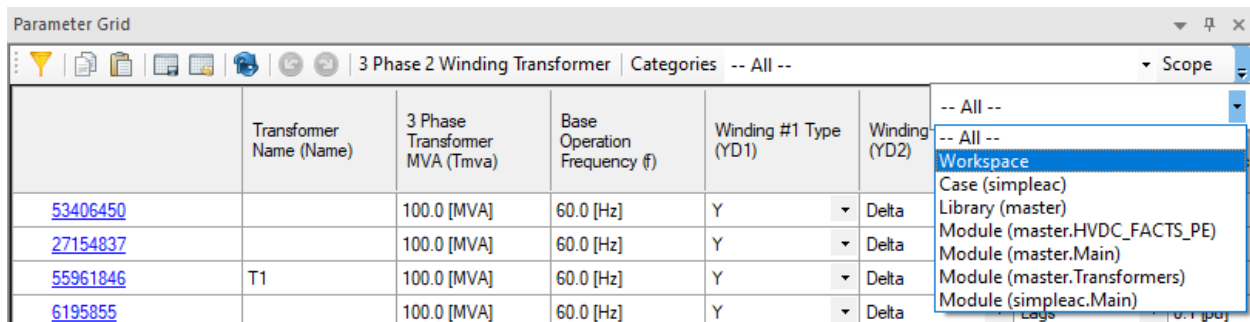 Parameter Grid
3 Phase 2 Winding Transformer Categories -- All -- Scope
-- All --
Transformer Name (Name) 3 Phase Transformer MVA (Tmva) Base Operation Frequency (f) Winding #1 Type (YD1) Winding (YD2)
-- All --
Workspace
Case (simpleac)
Library (master)
Module (master.HVDC_FACTS_PE)
Module (master.Main)
Module (master.Transformers)
Module (simpleac.Main)
53406450 100.0 [MVA] 60.0 [Hz] Y Delta
27154837 100.0 [MVA] 60.0 [Hz] Y Delta
55961846 T1 100.0 [MVA] 60.0 [Hz] Y Delta
6195855 100.0 [MVA] 60.0 [Hz] Y Delta Lags 0.1 [pu]